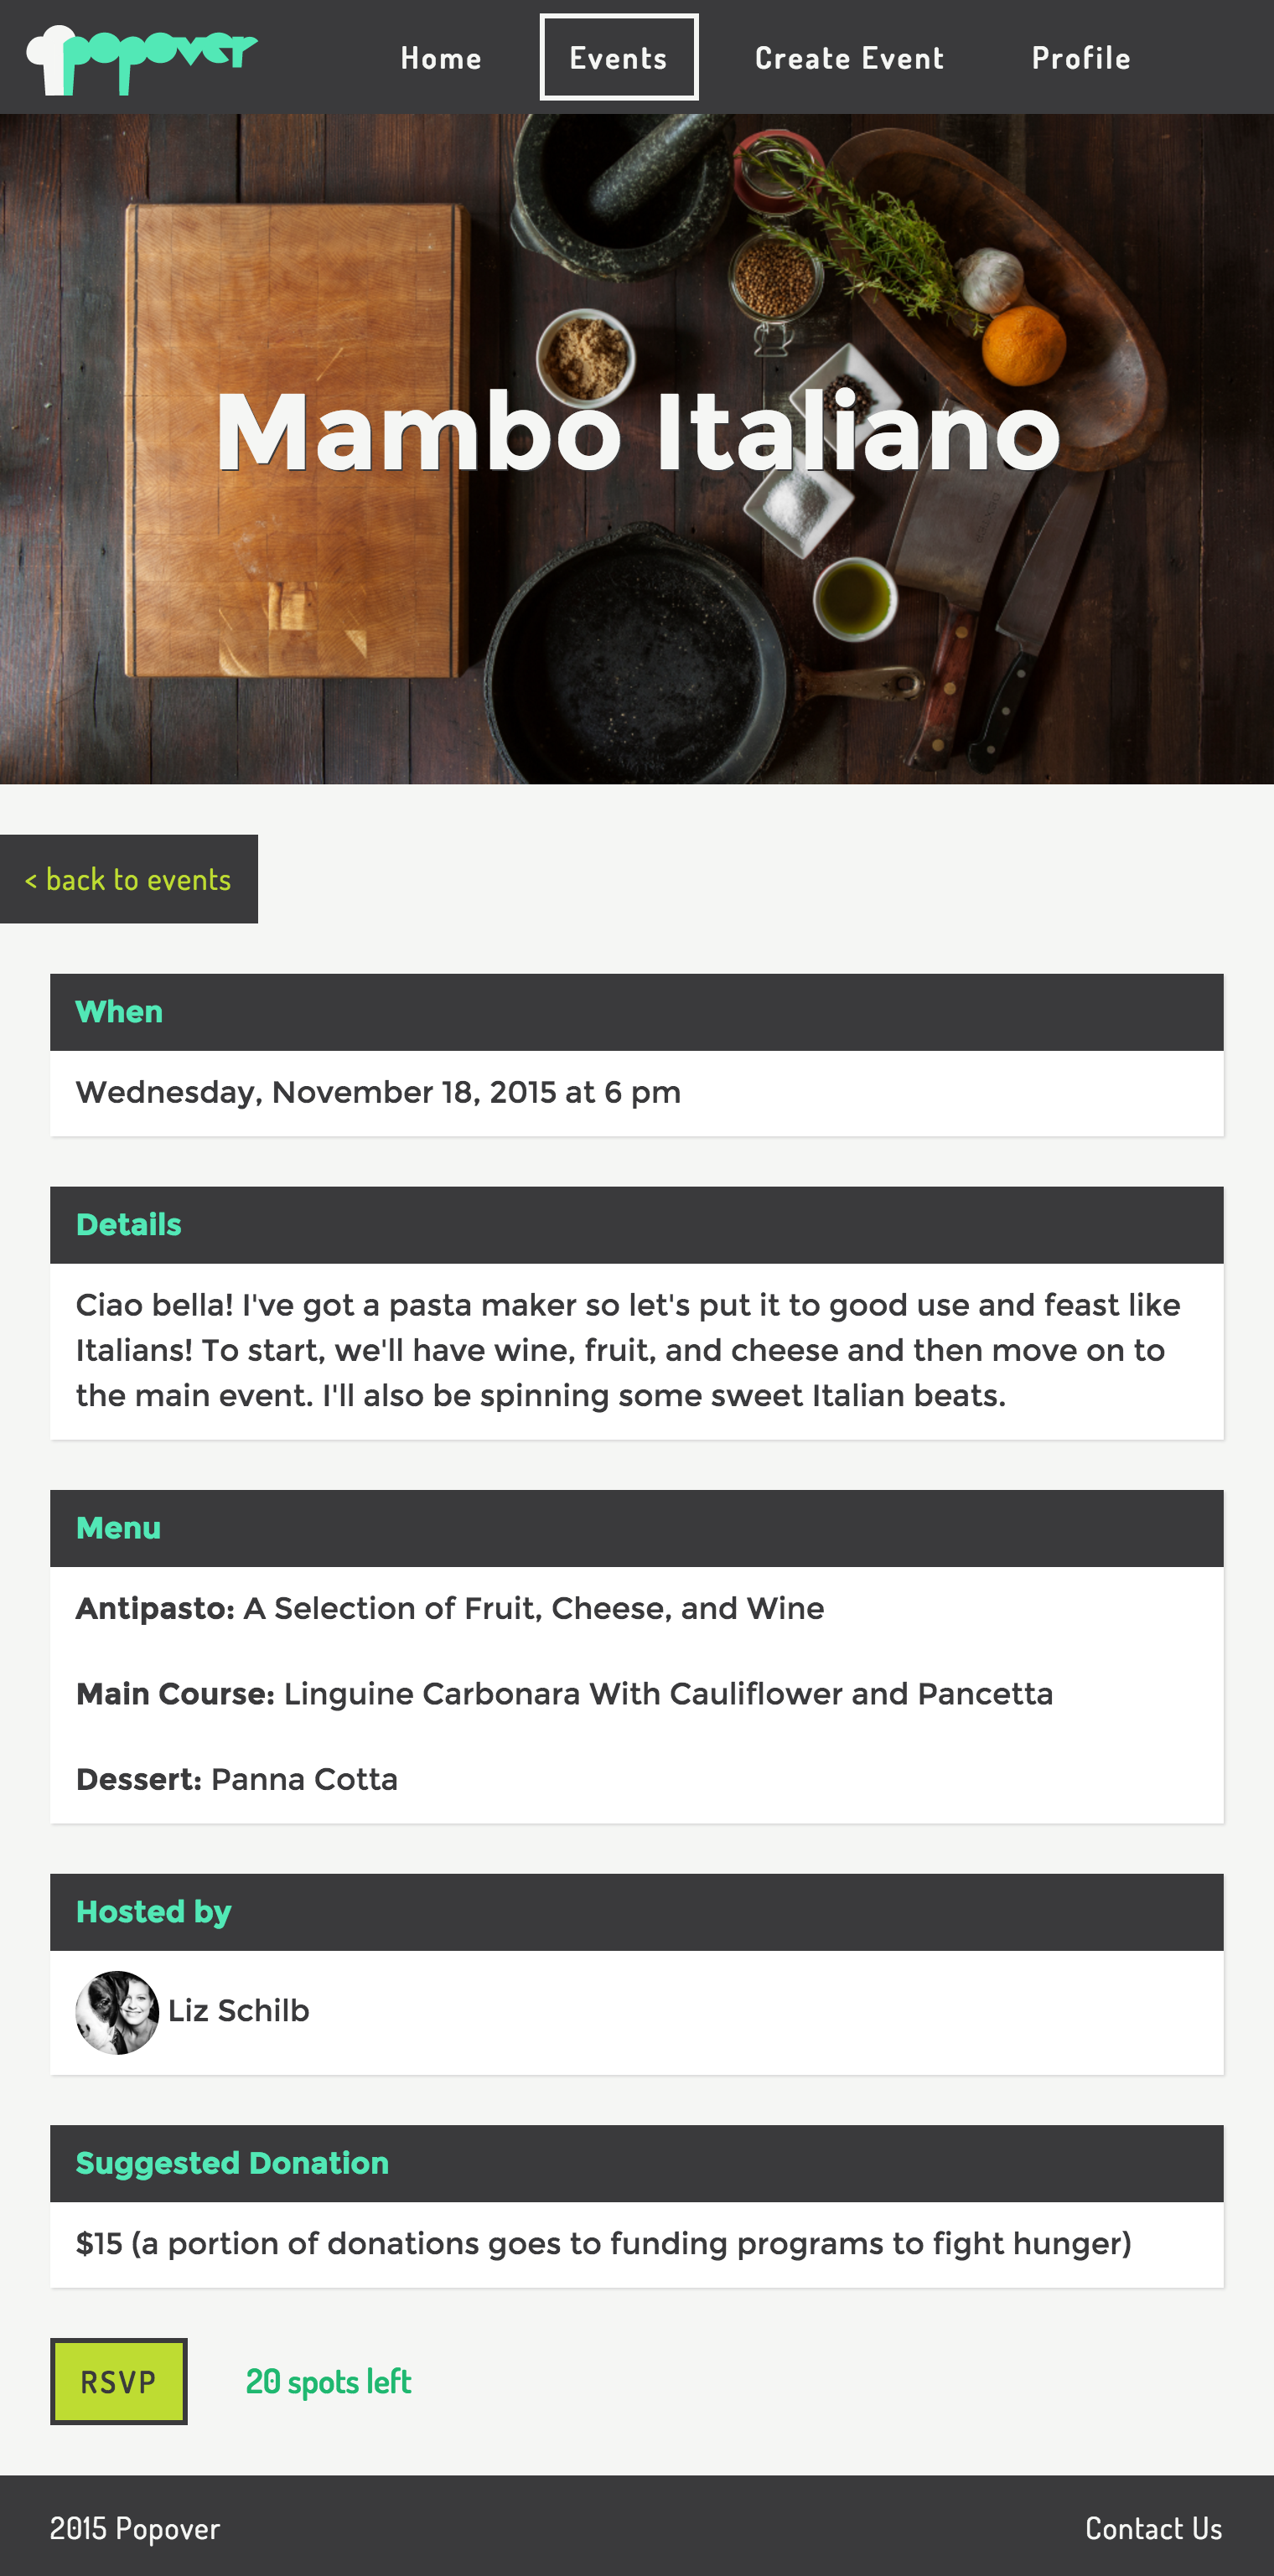 popover
Home
Events
Create Event
Profile
Mambo Italiano
< back to events
When
Wednesday, November 18, 2015 at 6 pm
Details
Ciao bella! I've got a pasta maker so let's put it to good use and feast like
Italians! To start, we'll have wine, fruit, and cheese and then move on to
the main event. I'll also be spinning some sweet Italian beats.
Menu
Antipasto: A Selection of Fruit, Cheese, and Wine
Main Course: Linguine Carbonara With Cauliflower and Pancetta
Dessert: Panna Cotta
Hosted by
Liz Schilb
Suggested Donation
$15 (a portion of donations goes to funding programs to fight hunger)
RSVP
20 spots left
2015 Popover
Contact Us